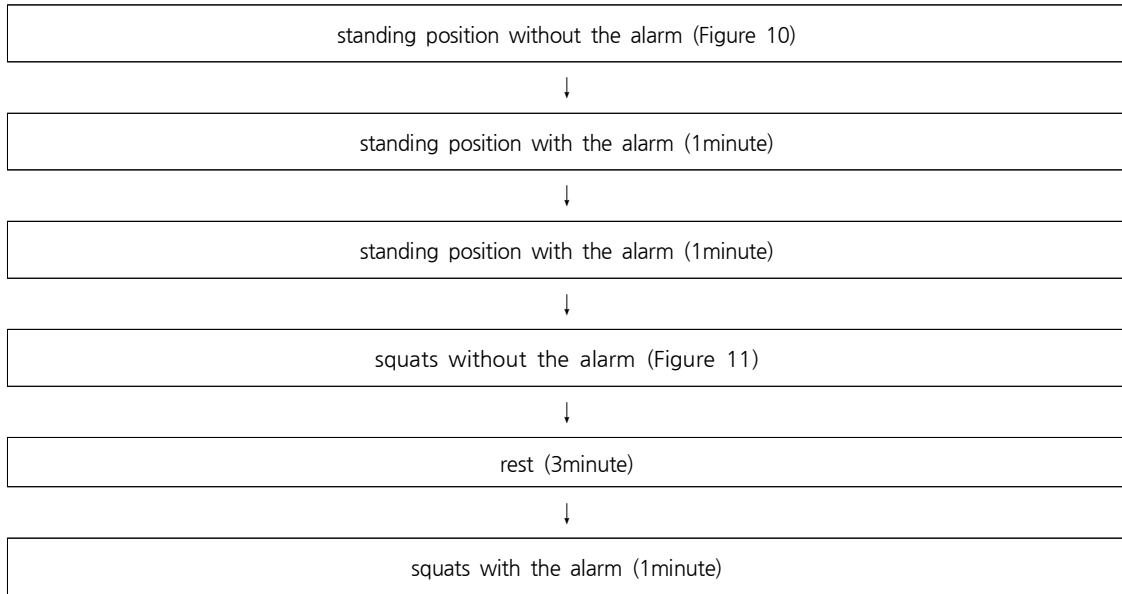 standing position without the alarm (Figure 10)
↓
standing position with the alarm (1minute)
↓
standing position with the alarm (1minute)
↓
squats without the alarm (Figure 11)
↓
rest (3minute)
↓
squats with the alarm (1minute)